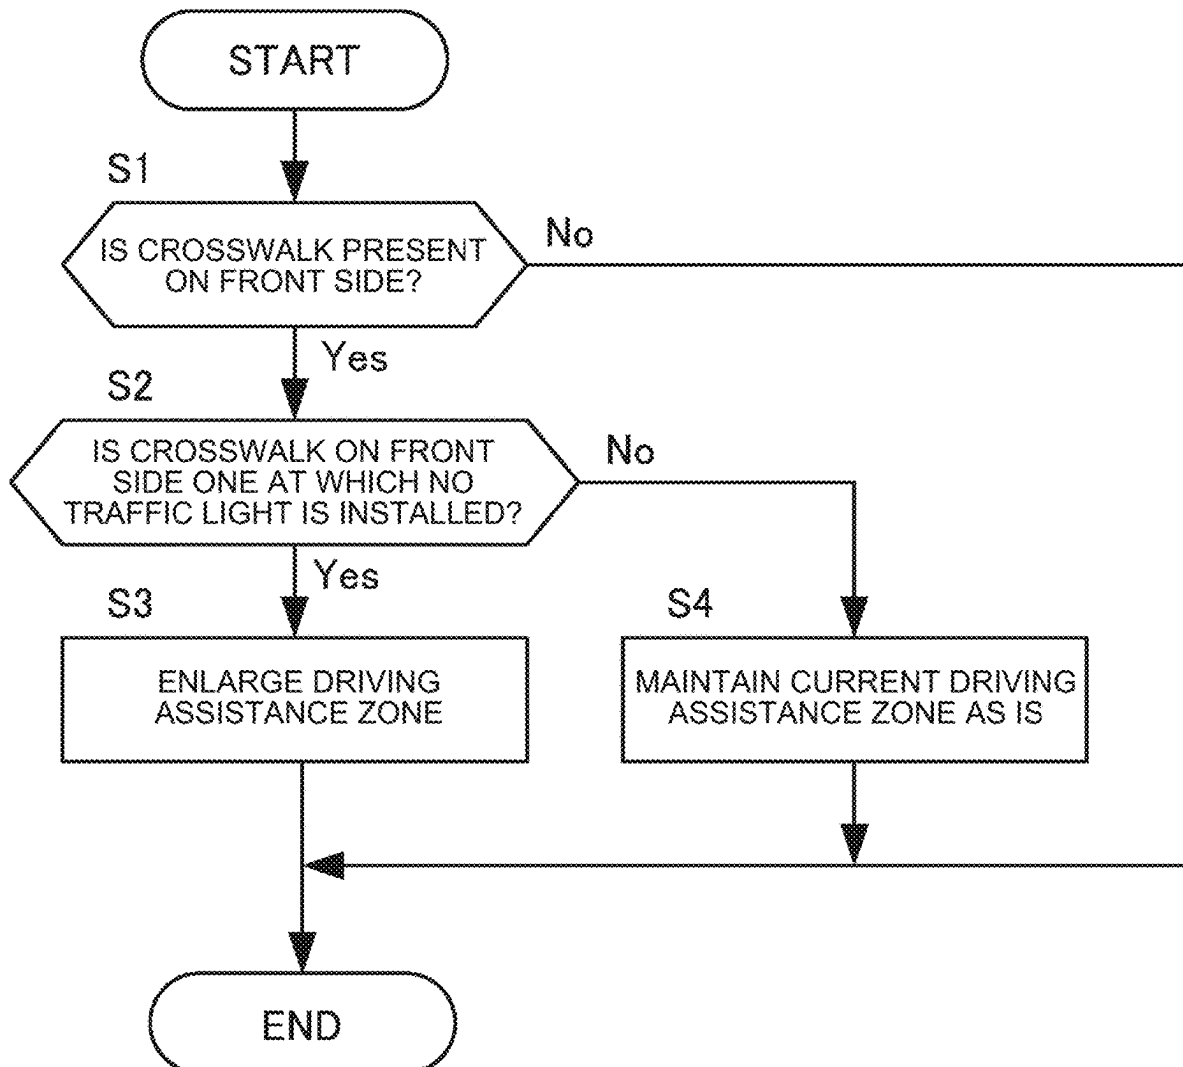 START
S1
IS CROSSWALK PRESENT
ON FRONT SIDE?
No
Yes
S2
IS CROSSWALK ON FRONT
SIDE ONE AT WHICH NO
TRAFFIC LIGHT IS INSTALLED?
No
Yes
S3
ENLARGE DRIVING
ASSISTANCE ZONE
S4
MAINTAIN CURRENT DRIVING
ASSISTANCE ZONE AS IS
END